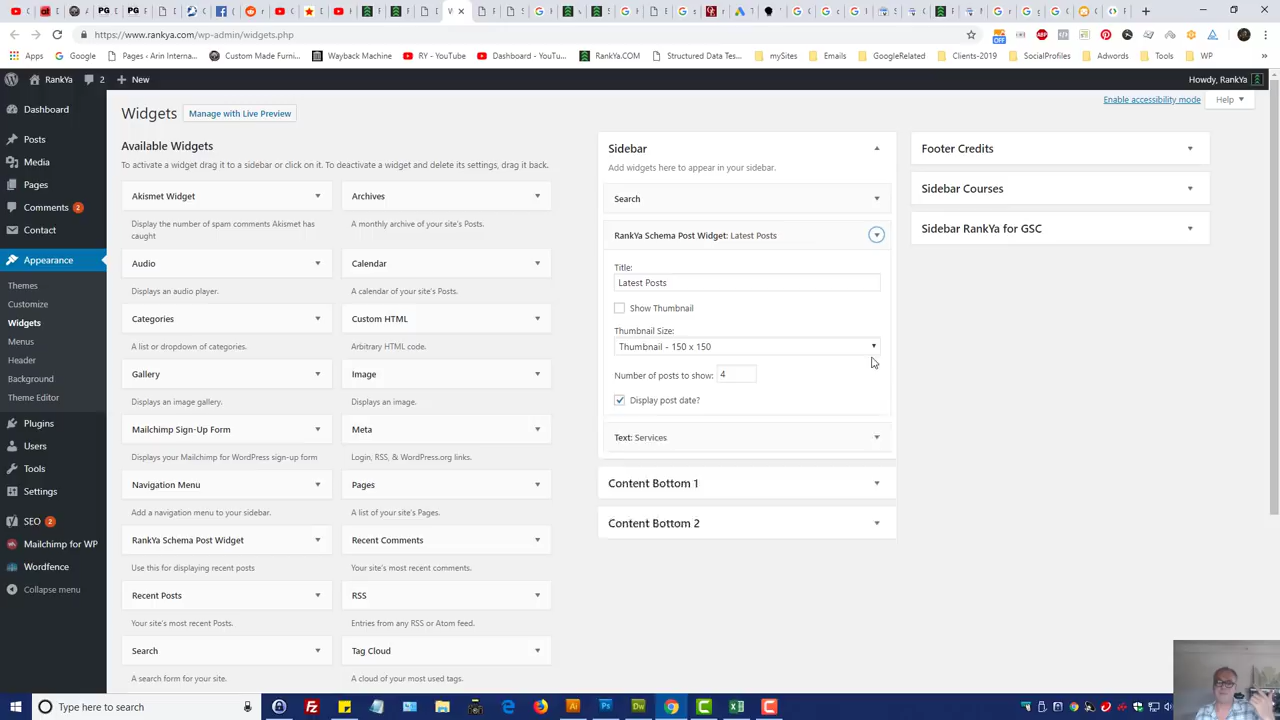 https://www.rankya.com/wp-admin/widgets.php
Apps
Google
Pages ‹ Arin Interna...
Custom Made Furni...
Wayback Machine
RY - YouTube
Dashboard - YouTub...
RankYa.COM
Structured Data Tes...
mySites
Emails
GoogleRelated
Clients-2019
SocialProfiles
Adwords
Tools
WP
RankYa
2
New
Howdy, RankYa
Dashboard
Posts
Media
Pages
Comments 2
Contact
Appearance
Themes
Customize
Widgets
Menus
Header
Background
Theme Editor
Plugins
Users
Tools
Settings
SEO 2
Mailchimp for WP
Wordfence
Collapse menu
Enable accessibility mode
Help
Widgets
Manage with Live Preview
Available Widgets
To activate a widget drag it to a sidebar or click on it. To deactivate a widget and delete its settings, drag it back.
Akismet Widget
Display the number of spam comments Akismet has
caught
Archives
A monthly archive of your site's Posts.
Audio
Displays an audio player.
Calendar
A calendar of your site's Posts.
Categories
A list or dropdown of categories.
Custom HTML
Arbitrary HTML code.
Gallery
Displays an image gallery.
Image
Displays an image.
Mailchimp Sign-Up Form
Displays your Mailchimp for WordPress sign-up form
Meta
Login, RSS, & WordPress.org links.
Navigation Menu
Add a navigation menu to your sidebar.
Pages
A list of your site's Pages.
RankYa Schema Post Widget
Use this for displaying recent posts
Recent Comments
Your site's most recent comments.
Recent Posts
Your site's most recent Posts.
RSS
Entries from any RSS or Atom feed.
Search
A search form for your site.
Tag Cloud
A cloud of your most used tags.
Sidebar
Add widgets here to appear in your sidebar.
Search
RankYa Schema Post Widget: Latest Posts
Title:
Latest Posts
Show Thumbnail
Thumbnail Size:
Thumbnail - 150 x 150
Number of posts to show: 4
Display post date?
Text: Services
Content Bottom 1
Content Bottom 2
Footer Credits
Sidebar Courses
Sidebar RankYa for GSC
Type here to search